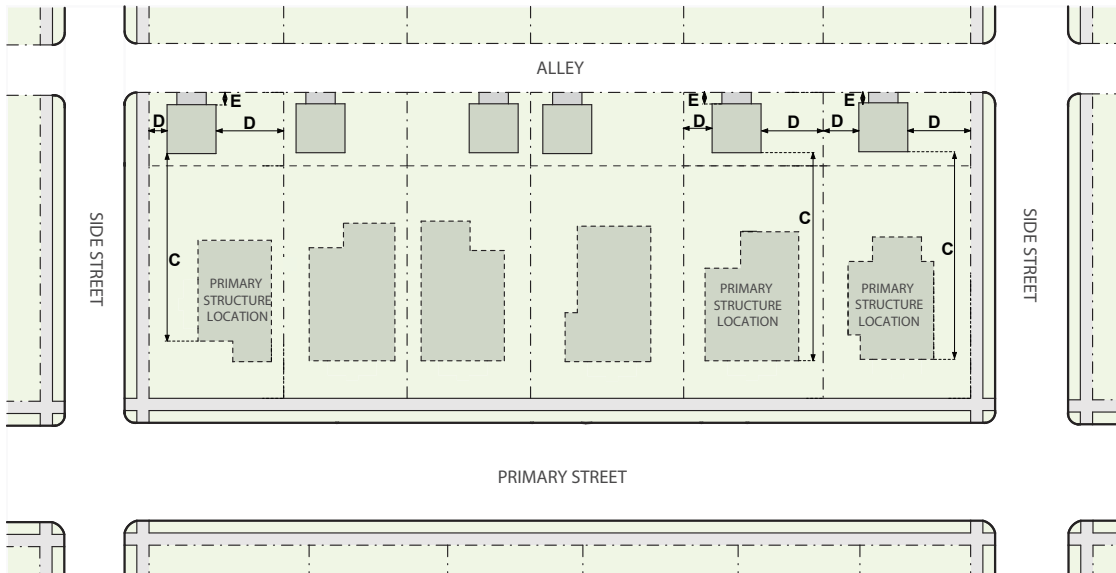 ALLEY
E
E
E
D
D
D
D
D
D
C
C
C
SIDE STREET
SIDE STREET
PRIMARY
STRUCTURE
LOCATION
PRIMARY
STRUCTURE
LOCATION
PRIMARY
STRUCTURE
LOCATION
PRIMARY STREET